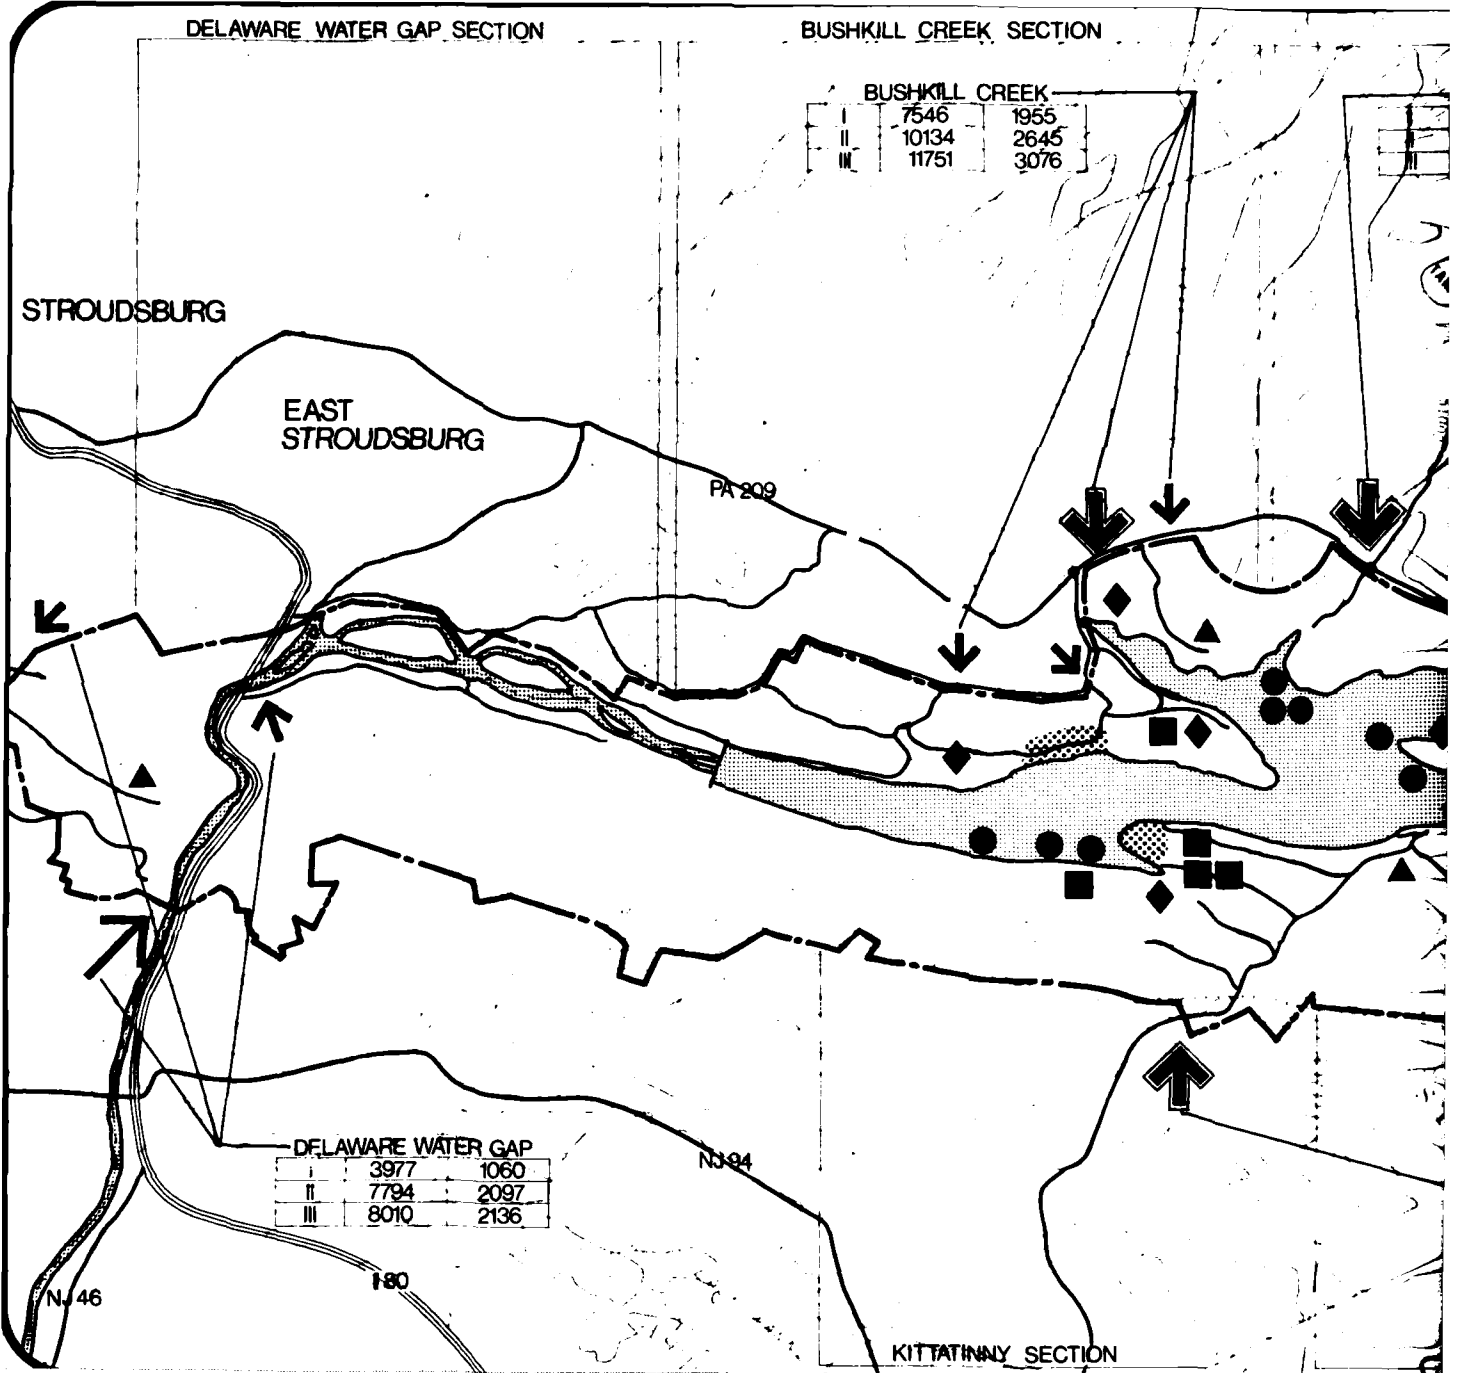 DELAWARE WATER GAP SECTION
BUSHKILL CREEK SECTION
BUSHKILL CREEK
I 7546 1955
II 10134 2645
III 11751 3076
STROUDSBURG
EAST
STROUDSBURG
PA 209
DELAWARE WATER GAP
I 3977 1060
II 7794 2097
III 8010 2136
NJ 94
I 80
NJ 46
KITTATINNY SECTION